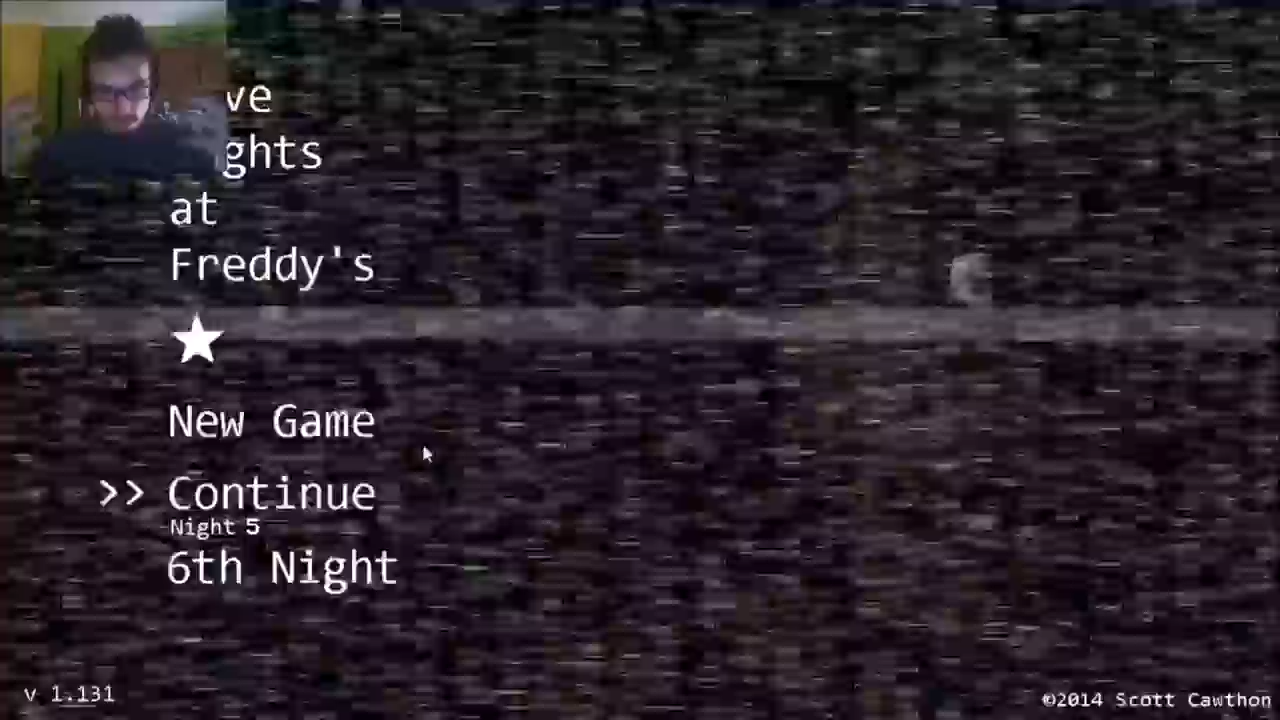 ve
ghts
at
Freddy's
New Game
>> Continue
Night 5
6th Night
v 1.131
©2014 Scott Cawthon